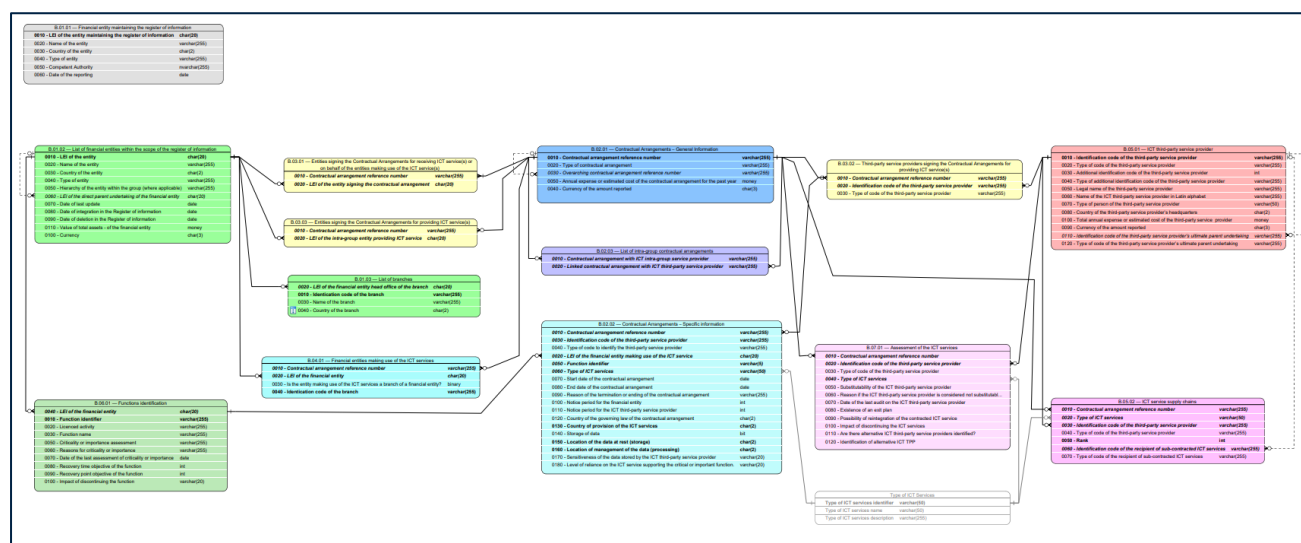 B.01.01 — Financial entity maintaining the register of information
0010 - LEI of the entity maintaining the register of information char(20)
0020 - Name of the entity varchar(255)
0030 - Country of the entity char(2)
0040 - Type of entity varchar(255)
0050 - Competent Authority nvarchar(255)
0060 - Date of the reporting date
B.01.02 — List of financial entities within the scope of the register of information
0010 - LEI of the entity char(20)
0020 - Name of the entity varchar(255)
0030 - Country of the entity char(2)
0040 - Type of entity varchar(255)
0050 - Hierarchy of the entity within the group (where applicable) varchar(255)
0060 - LEI of the direct parent undertaking of the financial entity char(20)
0070 - Date of last update date
0080 - Date of integration in the Register of information date
0090 - Date of deletion in the Register of information date
0110 - Value of total assets - of the financial entity money
0100 - Currency char(3)
B.03.01 — Entities signing the Contractual Arrangements for receiving ICT service(s) or
on behalf of the entities making use of the ICT service(s)
0010 - Contractual arrangement reference number varchar(255)
0020 - LEI of the entity signing the contractual arrangement char(20)
B.03.03 — Entities signing the Contractual Arrangements for providing ICT service(s)
0010 - Contractual arrangement reference number varchar(255)
0020 - LEI of the intra-group entity providing ICT service char(20)
B.01.03 — List of branches
0020 - LEI of the financial entity head office of the branch char(20)
0010 - Identication code of the branch varchar(255)
0030 - Name of the branch varchar(255)
0040 - Country of the branch char(2)
B.04.01 — Financial entities making use of the ICT services
0010 - Contractual arrangement reference number varchar(255)
0020 - LEI of the financial entity char(20)
0030 - Is the entity making use of the ICT services a branch of a financial entity? binary
0040 - Identication code of the branch varchar(255)
B.06.01 — Functions Identification
0040 - LEI of the financial entity char(20)
0010 - Function Identifier varchar(255)
0020 - Licenced activity varchar(255)
0030 - Function name varchar(255)
0050 - Criticality or importance assessment varchar(255)
0060 - Reasons for criticality or importance varchar(255)
0070 - Date of the last assessment of criticality or importance date
0080 - Recovery time objective of the function int
0090 - Recovery point objective of the function int
0100 - Impact of discontinuing the function varchar(20)
B.02.01 — Contractual Arrangements – General Information
0010 - Contractual arrangement reference number varchar(255)
0020 - Type of contractual arrangement varchar(255)
0030 - Overarching contractual arrangement reference number varchar(255)
0050 - Annual expense or estimated cost of the contractual arrangement for the past year money
0040 - Currency of the amount reported char(3)
B.02.03 — List of intra-group contractual arrangements
0010 - Contractual arrangement with ICT intra-group service provider varchar(255)
0020 - Linked contractual arrangement with ICT third-party service provider varchar(255)
B.02.02 — Contractual Arrangements – Specific information
0010 - Contractual arrangement reference number varchar(255)
0030 - Identification code of the third-party service provider varchar(255)
0040 - Type of code to identify the third-party service provider varchar(255)
0020 - LEI of the financial entity making use of the ICT service char(20)
0050 - Function identifier varchar(5)
0060 - Type of ICT services varchar(50)
0070 - Start date of the contractual arrangement date
0080 - End date of the contractual arrangement date
0090 - Reason of the termination or ending of the contractual arrangement varchar(255)
0100 - Notice period for the financial entity int
0110 - Notice period for the ICT third-party service provider int
0120 - Country of the governing law of the contractual arrangement char(2)
0130 - Country of provision of the ICT services char(2)
0140 - Storage of data bit
0150 - Location of the data at rest (storage) char(2)
0160 - Location of management of the data (processing) char(2)
0170 - Sensitiveness of the data stored by the ICT third-party service provider varchar(20)
0180 - Level of reliance on the ICT service supporting the critical or important function varchar(20)
B.03.02 — Third-party service providers signing the Contractual Arrangements for
providing ICT service(s)
0010 - Contractual arrangement reference number varchar(255)
0020 - Identification code of the third-party service provider varchar(255)
0030 - Type of code of the third-party service provider varchar(255)
B.07.01 — Assessment of the ICT services
0010 - Contractual arrangement reference number
0020 - Identification code of the third-party service provider
0030 - Type of code of the third-party service provider
0040 - Type of ICT services
0050 - Substitutability of the ICT third-party service provider
0060 - Reason if the ICT third-party service provider is considered not substitutabl...
0070 - Date of the last audit on the ICT third-party service provider
0080 - Existence of an exit plan
0090 - Possibility of reintegration of the contracted ICT service
0100 - Impact of discontinuing the ICT services
0110 - Are there alternative ICT third-party service providers identified?
0120 - Identification of alternative ICT TPP
Type of ICT Services
Type of ICT services identifier varchar(50)
Type of ICT services name varchar(50)
Type of ICT services description varchar(255)
B.05.01 — ICT third-party service provider
0010 - Identification code of the third-party service provider varchar(255)
0020 - Type of code of the third-party service provider varchar(255)
0030 - Additional identification code of the third-party service provider int
0040 - Type of additional identification code of the third-party service provider varchar(255)
0050 - Legal name of the third-party service provider varchar(255)
0060 - Name of the ICT third-party service provider in Latin alphabet varchar(255)
0070 - Type of person of the third-party service provider varchar(50)
0080 - Country of the third-party service provider's headquarters char(2)
0100 - Total annual expense or estimated cost of the third-party service provider money
0090 - Currency of the amount reported char(3)
0110 - Identification code of the third-party service provider's ultimate parent undertaking varchar(255)
0120 - Type of code of the third-party service provider's ultimate parent undertaking varchar(255)
B.05.02 — ICT service supply chains
0010 - Contractual arrangement reference number varchar(255)
0020 - Type of ICT services varchar(50)
0030 - Identification code of the third-party service provider varchar(255)
0040 - Type of code of the third-party service provider varchar(255)
0050 - Rank int
0060 - Identification code of the recipient of sub-contracted ICT services varchar(255)
0070 - Type of code of the recipient of sub-contracted ICT services varchar(255)